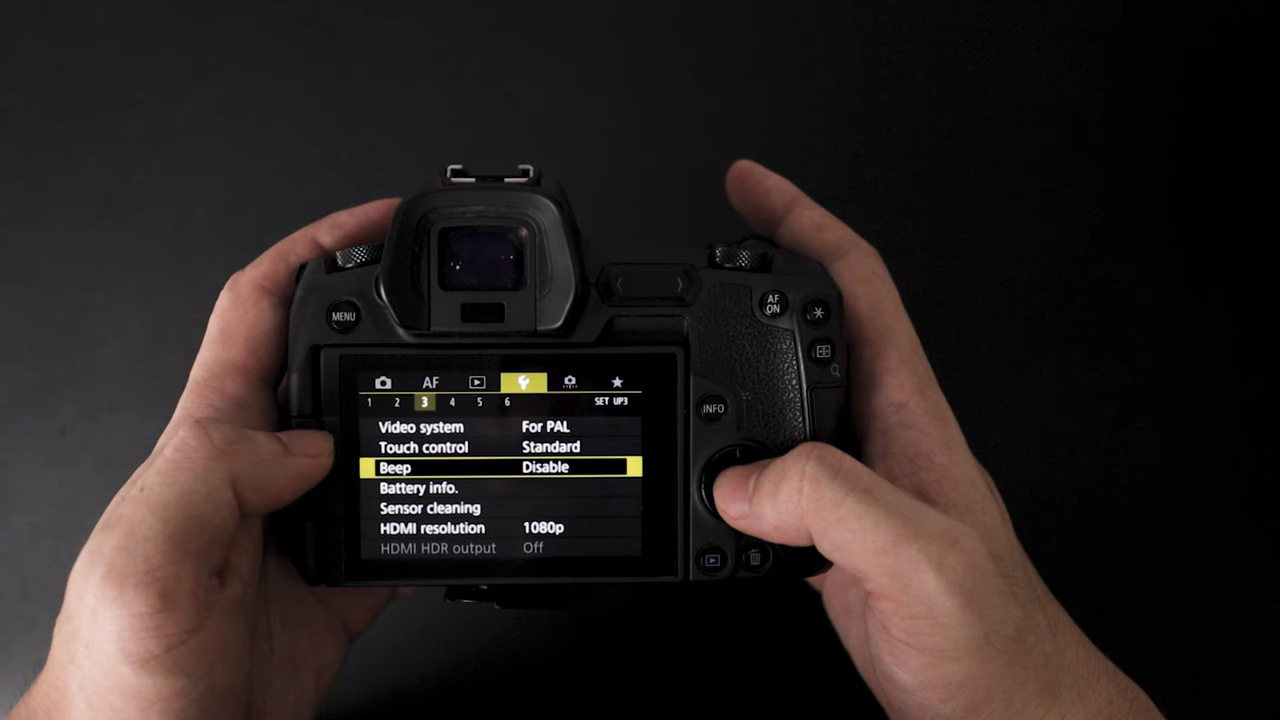 MENU
AF
ON
INFO
AF
1 2 3 4 5 6 SET UP3
Video system For PAL
Touch control Standard
Beep Disable
Battery info.
Sensor cleaning
HDMI resolution 1080p
HDMI HDR output Off